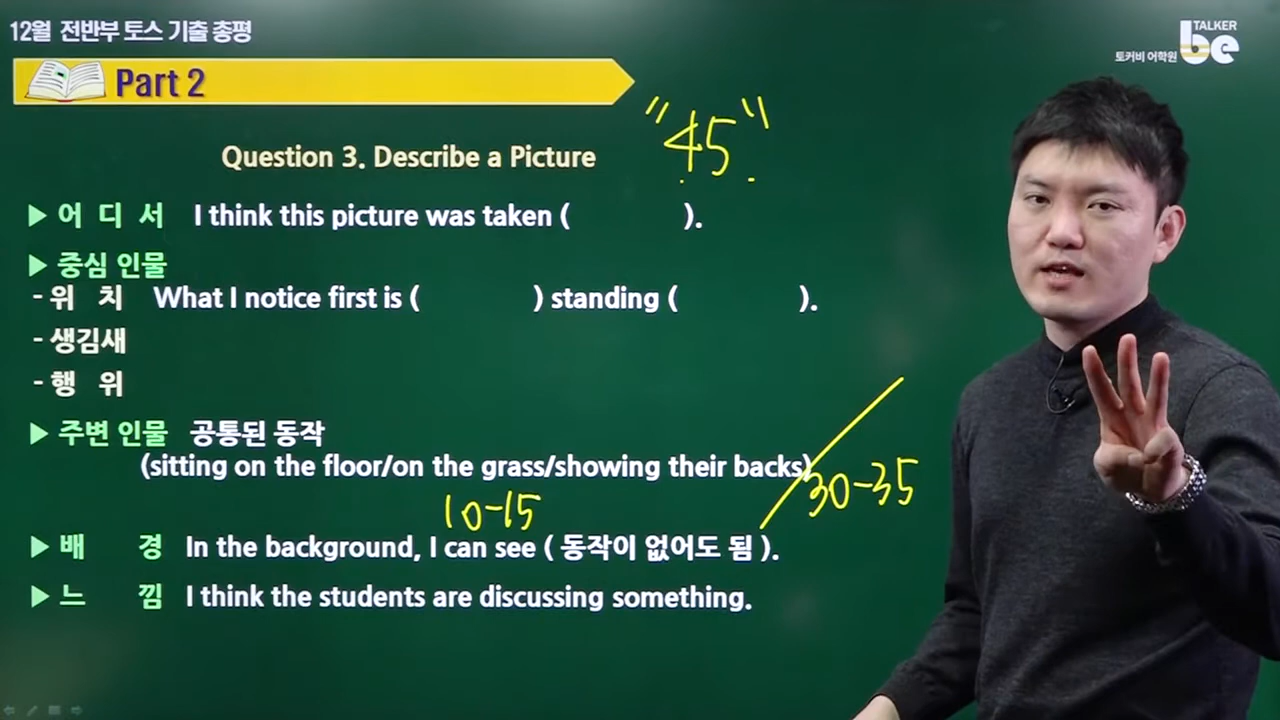 12월 전반부 토스 기출 총평
TALKER
be
토커비 어학원
Part 2
"45"
Question 3. Describe a Picture
▶ 어 디 서 I think this picture was taken ( ).
▶ 중심 인물
- 위 치 What I notice first is ( ) standing ( ).
- 생김새
- 행 위
▶ 주변 인물 공통된 동작
(sitting on the floor/on the grass/showing their backs)
30-35
10-15
▶ 배 경 In the background, I can see ( 동작이 없어도 됨 ).
▶ 느 낌 I think the students are discussing something.